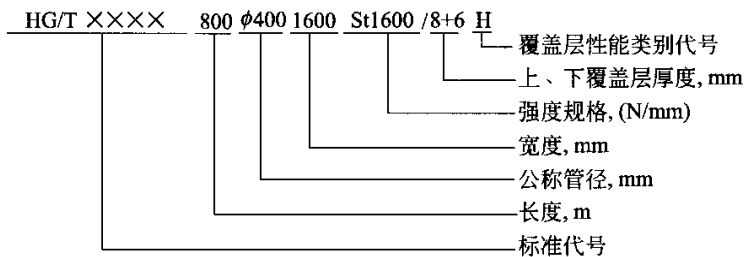 HG/T ×××× 800 ϕ400 1600 St1600/8+6 H
覆盖层性能类别代号
上、下覆盖层厚度, mm
强度规格, (N/mm)
宽度, mm
公称管径, mm
长度, m
标准代号